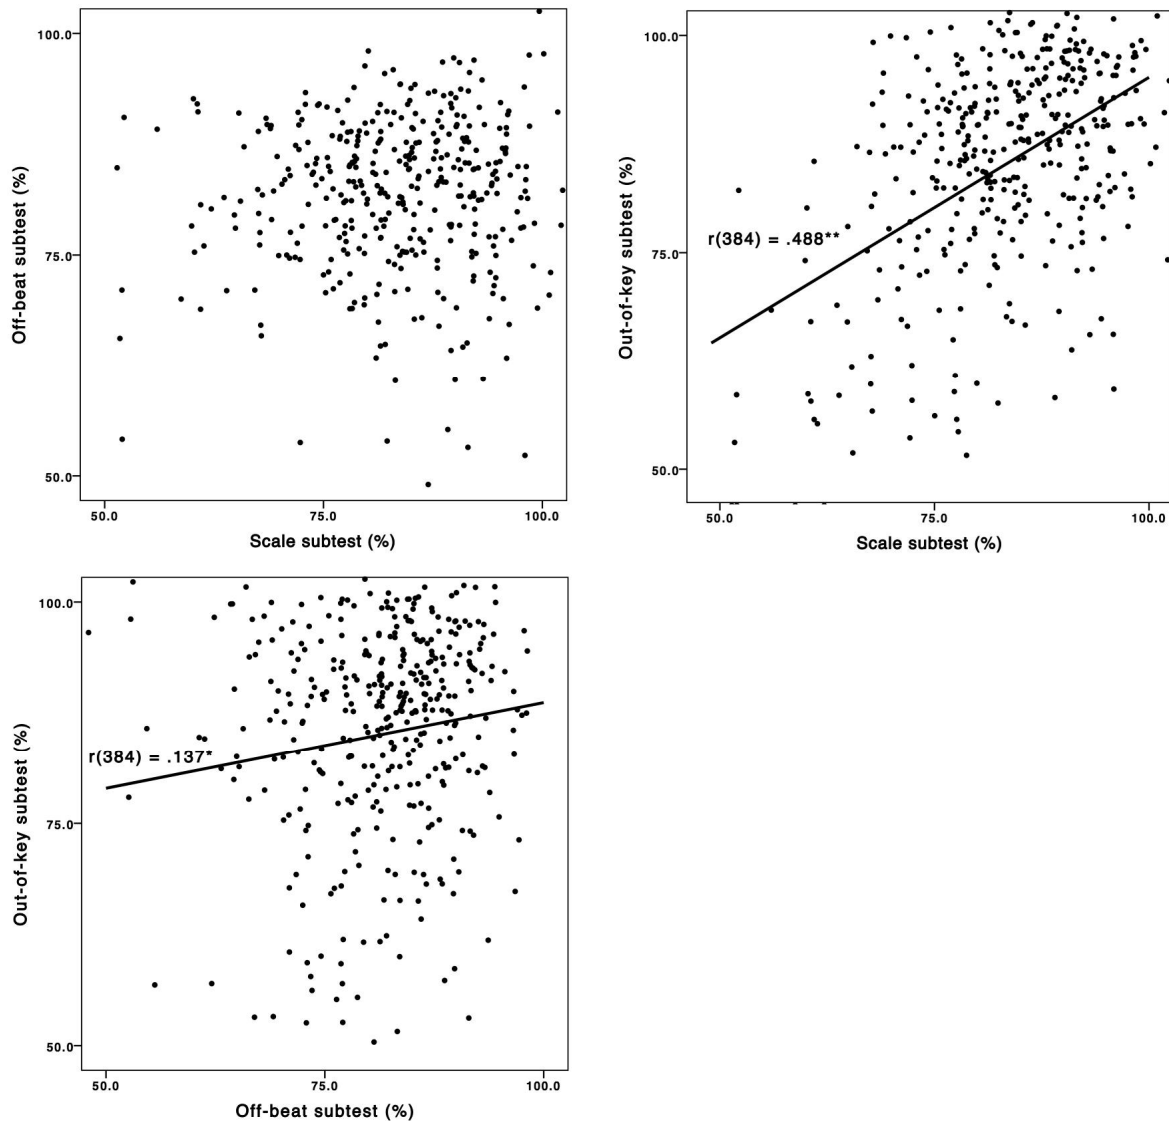 100.0
75.0
50.0
Off-beat subtest (%)
50.0
75.0
100.0
Scale subtest (%)
100.0
75.0
50.0
Out-of-key subtest (%)
r(384) = .488**
50.0
75.0
100.0
Scale subtest (%)
100.0
75.0
50.0
Out-of-key subtest (%)
r(384) = .137*
50.0
75.0
100.0
Off-beat subtest (%)